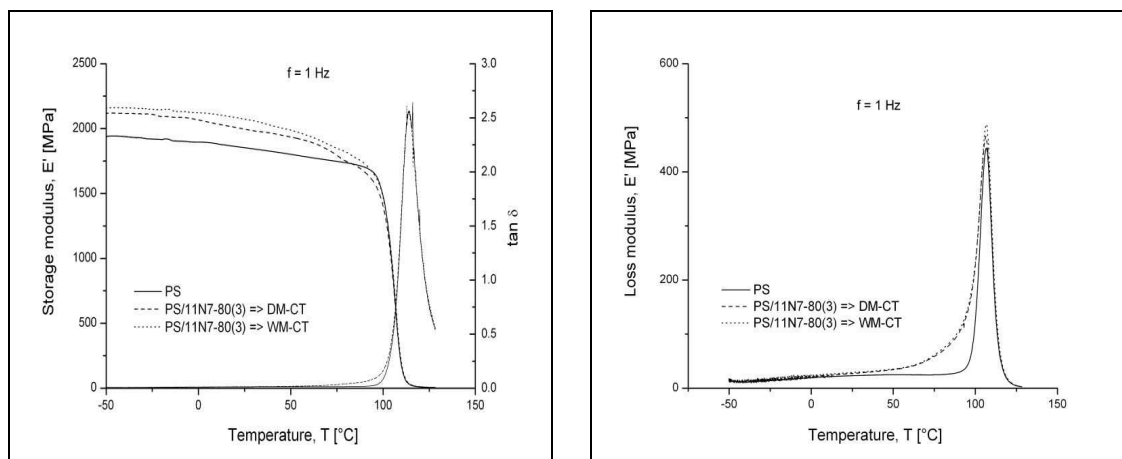 2500
2000
1500
1000
500
0
Storage modulus, E' [MPa]
f = 1 Hz
PS
PS/11N7-80(3) => DM-CT
PS/11N7-80(3) => WM-CT
3.0
2.5
2.0
1.5
1.0
0.5
0.0
tan δ
-50 0 50 100 150
Temperature, T [°C]
600
400
200
0
Loss modulus, E' [MPa]
f = 1 Hz
PS
PS/11N7-80(3) => DM-CT
PS/11N7-80(3) => WM-CT
-50 0 50 100 150
Temperature, T [°C]